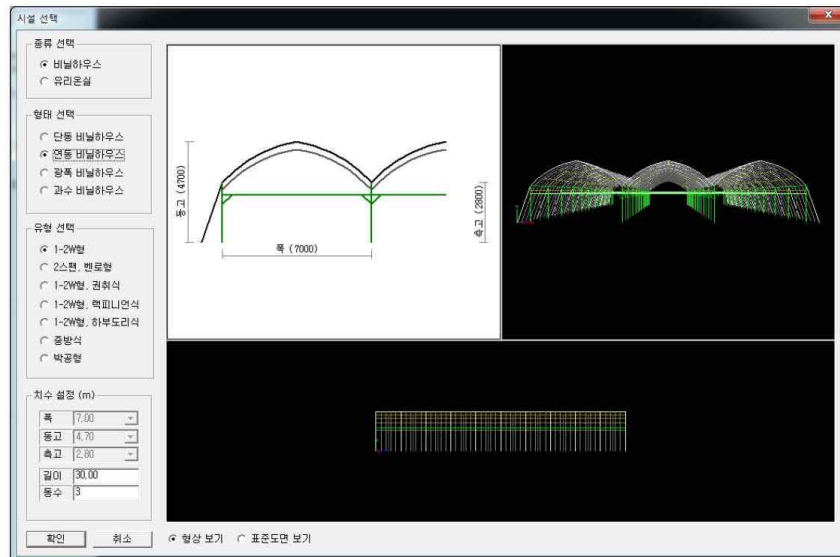 시설 선택
종류 선택
비닐하우스
유리온실
형태 선택
단동 비닐하우스
연동 비닐하우스
광폭 비닐하우스
과수 비닐하우스
유형 선택
1-2W형
2스팬, 벤로형
1-2W형, 권취식
1-2W형, 랙피니언식
1-2W형, 하부도리식
중방식
박공형
치수 설정 (m)
폭 7,00
동고 4,70
측고 2,80
길이 30,00
동수 3
확인 취소
동고 (4700)
폭 (7000)
측고 (2800)
형상 보기 표준도면 보기